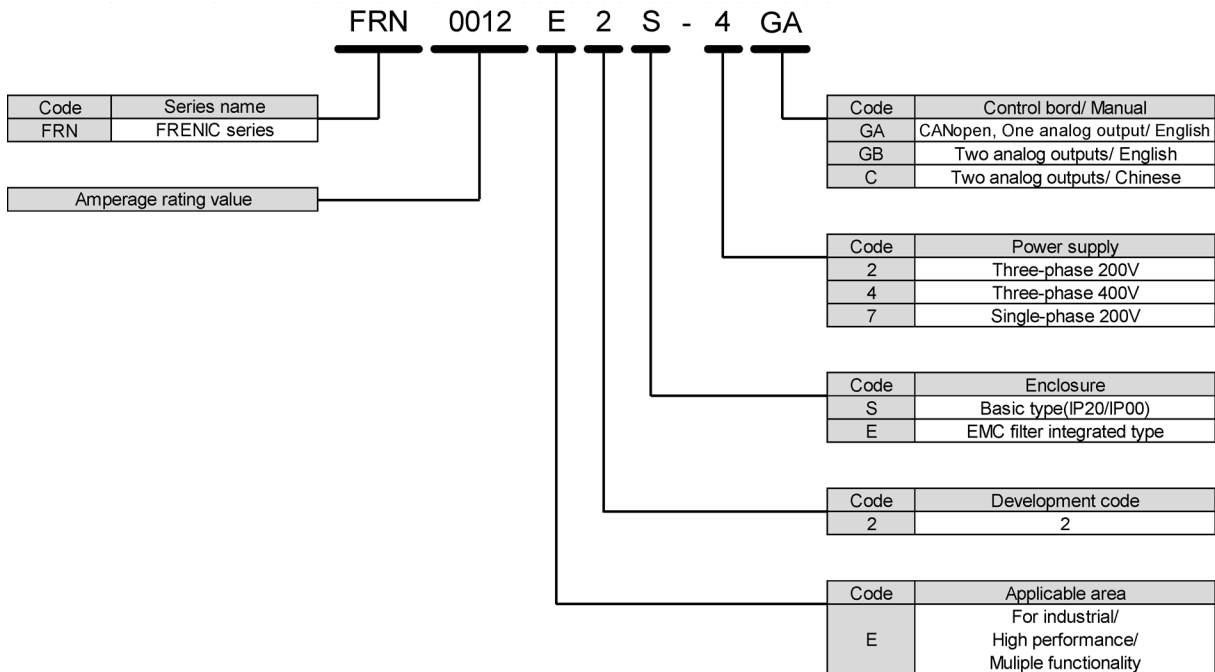 FRN 0012 E 2 S - 4 GA
Code Series name
FRN FRENIC series
Amperage rating value
Code Control bord/ Manual
GA CANopen, One analog output/ English
GB Two analog outputs/ English
C Two analog outputs/ Chinese
Code Power supply
2 Three-phase 200V
4 Three-phase 400V
7 Single-phase 200V
Code Enclosure
S Basic type(IP20/IP00)
E EMC filter integrated type
Code Development code
2 2
Code Applicable area
E For industrial/
High performance/
Muliple functionality